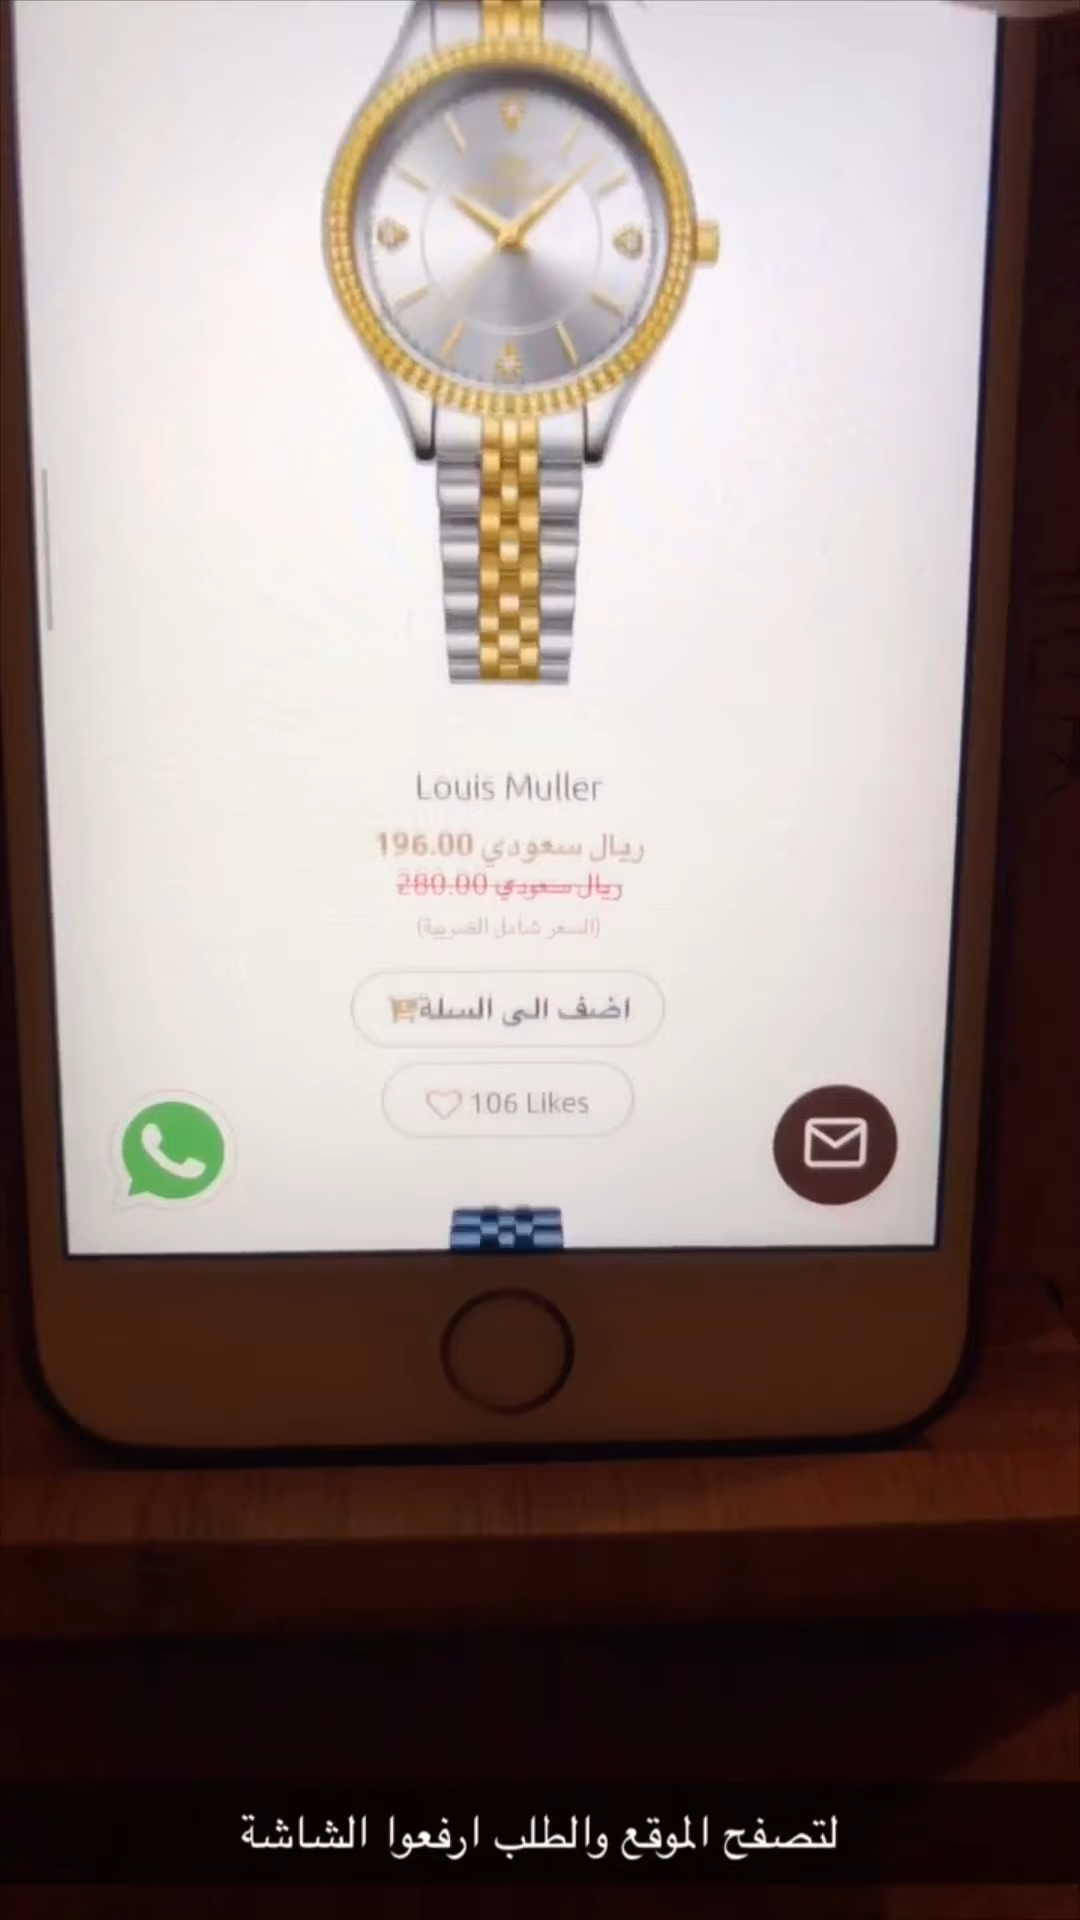 Louis Muller
ريال سعودي 196.00
ريال سعودي 280.00
(السعر شامل الضريبة)
اضف الى السلة
106 Likes
لتصفح الموقع والطلب ارفعوا الشاشة